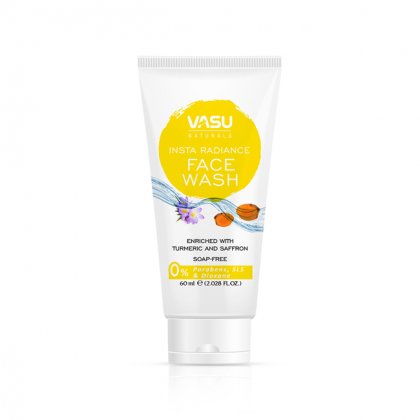 VASU
NATURALS
INSTA RADIANCE
FACE
WASH
ENRICHED WITH
TURMERIC AND SAFFRON
SOAP-FREE
0% Parabens, SLS
& Dioxane
60 ml ℮ (2.028 FL.OZ.)